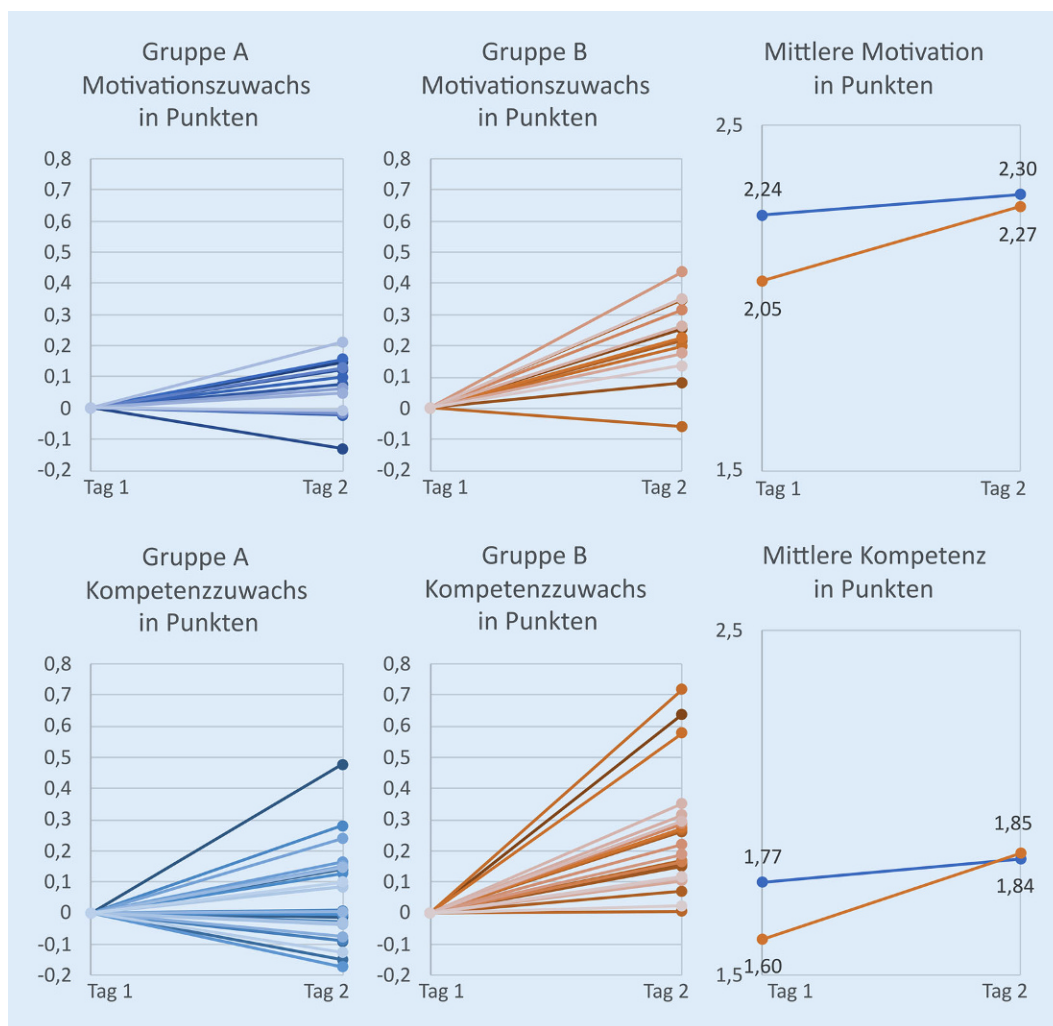 Gruppe A
Motivationszuwachs
in Punkten
0,8
0,7
0,6
0,5
0,4
0,3
0,2
0,1
0
-0,1
-0,2
Tag 1
Tag 2
Gruppe B
Motivationszuwachs
in Punkten
0,8
0,7
0,6
0,5
0,4
0,3
0,2
0,1
0
-0,1
-0,2
Tag 1
Tag 2
Mittlere Motivation
in Punkten
2,5
2,24
2,30
2,27
2,05
1,5
Tag 1
Tag 2
Gruppe A
Kompetenzzuwachs
in Punkten
0,8
0,7
0,6
0,5
0,4
0,3
0,2
0,1
0
-0,1
-0,2
Tag 1
Tag 2
Gruppe B
Kompetenzzuwachs
in Punkten
0,8
0,7
0,6
0,5
0,4
0,3
0,2
0,1
0
-0,1
-0,2
Tag 1
Tag 2
Mittlere Kompetenz
in Punkten
2,5
1,77
1,85
1,84
1,60
1,5
Tag 1
Tag 2